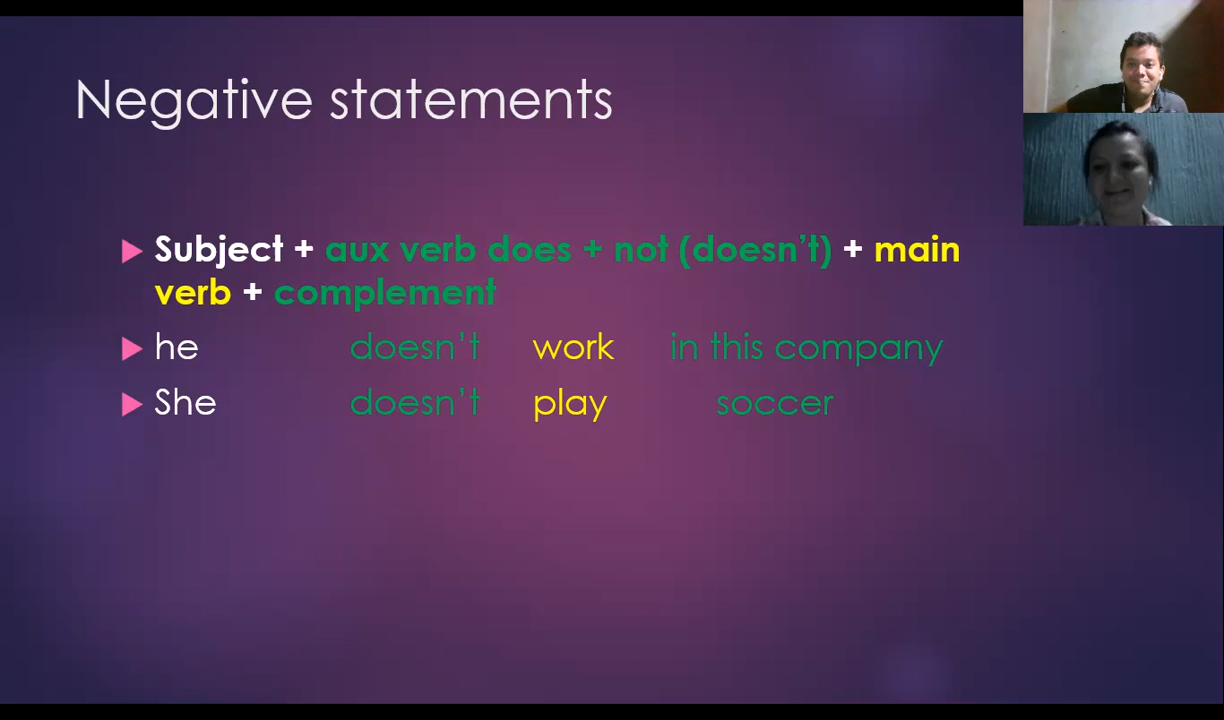 Negative statements
Subject + aux verb does + not (doesn't) + main
verb + complement
he doesn't work in this company
She doesn't play soccer